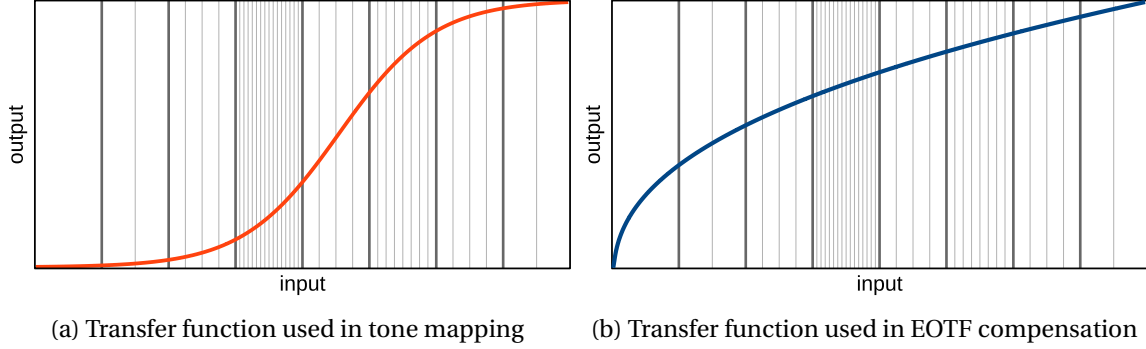 output
input
(a) Transfer function used in tone mapping
output
input
(b) Transfer function used in EOTF compensation